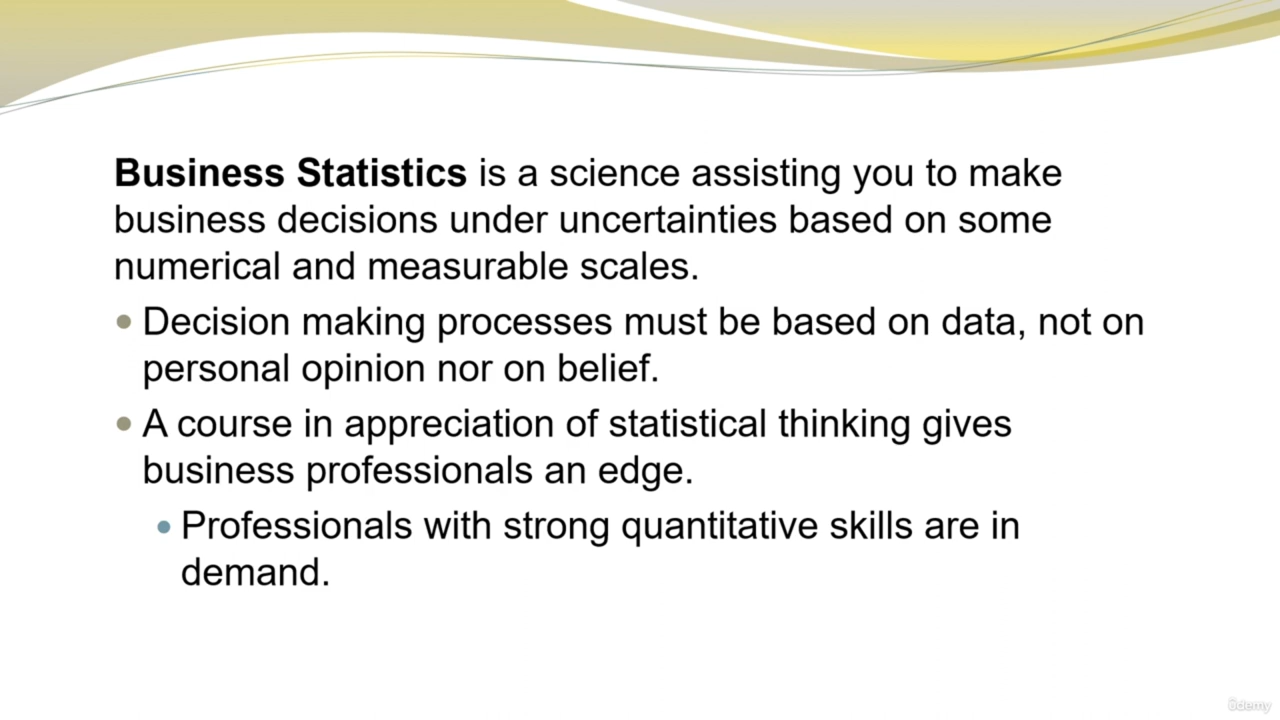 Business Statistics is a science assisting you to make
business decisions under uncertainties based on some
numerical and measurable scales.
• Decision making processes must be based on data, not on
personal opinion nor on belief.
• A course in appreciation of statistical thinking gives
business professionals an edge.
• Professionals with strong quantitative skills are in
demand.
ûdemy